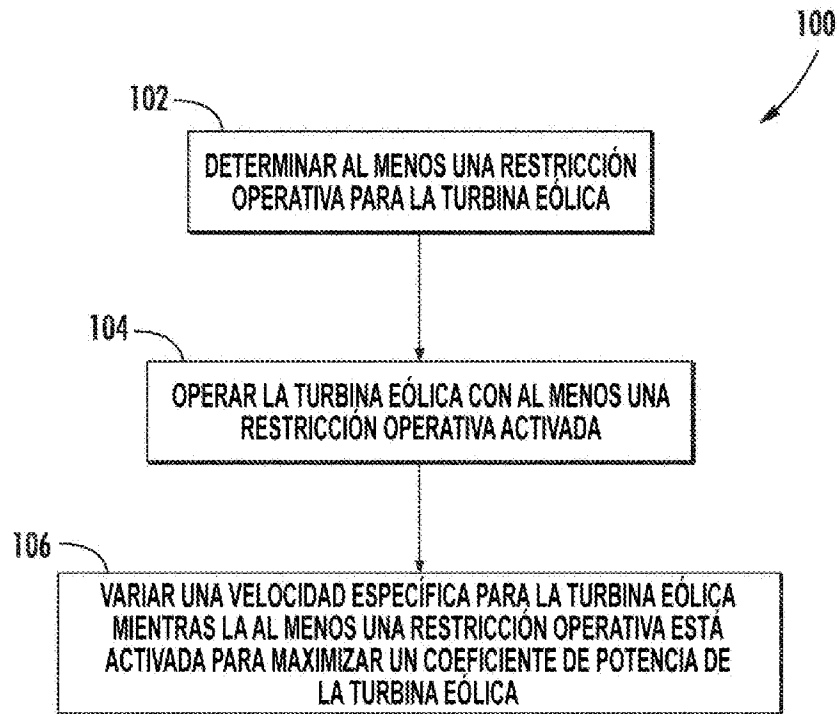 100
102
DETERMINAR AL MENOS UNA RESTRICCIÓN
OPERATIVA PARA LA TURBINA EÓLICA
104
OPERAR LA TURBINA EÓLICA CON AL MENOS UNA
RESTRICCIÓN OPERATIVA ACTIVADA
106
VARIAR UNA VELOCIDAD ESPECÍFICA PARA LA TURBINA EÓLICA
MIENTRAS LA AL MENOS UNA RESTRICCIÓN OPERATIVA ESTÁ
ACTIVADA PARA MAXIMIZAR UN COEFICIENTE DE POTENCIA DE
LA TURBINA EÓLICA